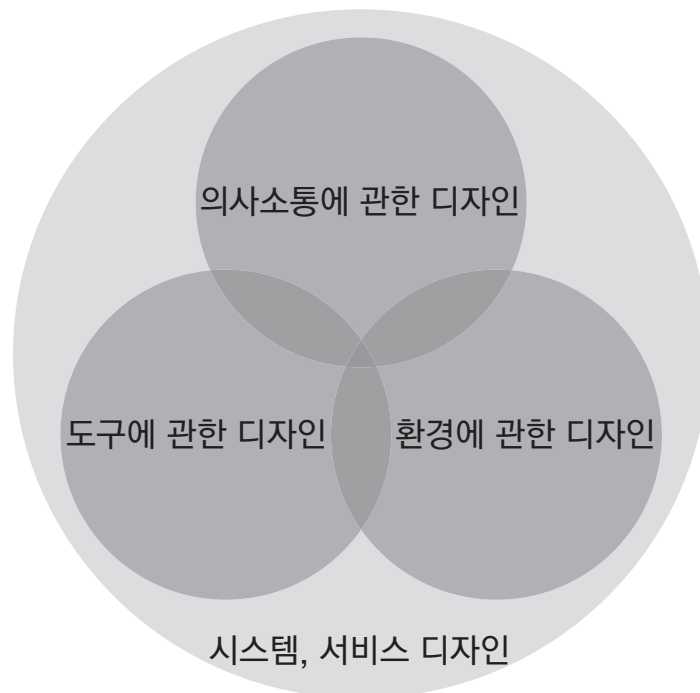 의사소통에 관한 디자인
도구에 관한 디자인
환경에 관한 디자인
시스템, 서비스 디자인